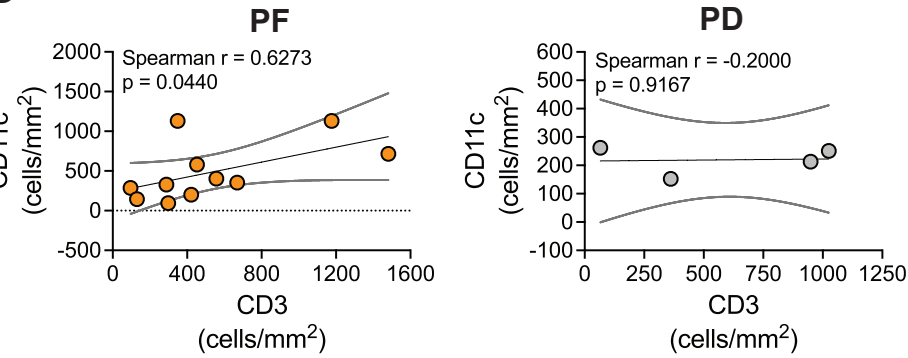 PF
Spearman r = 0.6273
p = 0.0440
2000
1500
1000
500
0
-500
(cells/mm²)
0 400 800 1200 1600
CD3
(cells/mm²)
PD
Spearman r = -0.2000
p = 0.9167
600
500
400
300
200
100
0
-100
CD11c
(cells/mm²)
0 250 500 750 1000 1250
CD3
(cells/mm²)